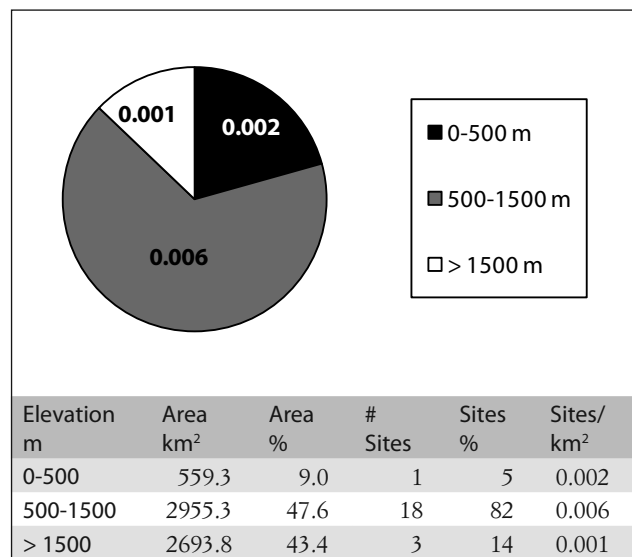 0.001
0.002
0.006
0-500 m
500-1500 m
> 1500 m
Elevation Area Area # Sites Sites/
m km² % Sites % km²
0-500 559.3 9.0 1 5 0.002
500-1500 2955.3 47.6 18 82 0.006
> 1500 2693.8 43.4 3 14 0.001